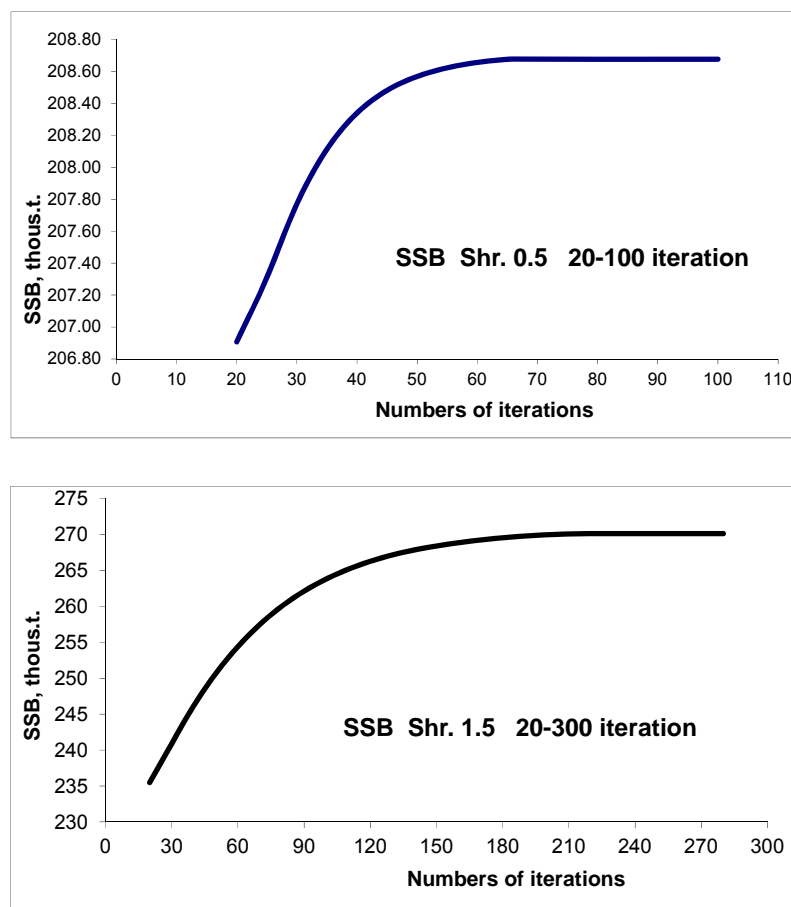 208.80
208.60
208.40
208.20
208.00
207.80
207.60
207.40
207.20
207.00
206.80
SSB, thous.t.
SSB Shr. 0.5 20-100 iteration
0 10 20 30 40 50 60 70 80 90 100 110
Numbers of iterations
275
270
265
260
255
250
245
240
235
230
SSB, thous.t.
SSB Shr. 1.5 20-300 iteration
0 30 60 90 120 150 180 210 240 270 300
Numbers of iterations